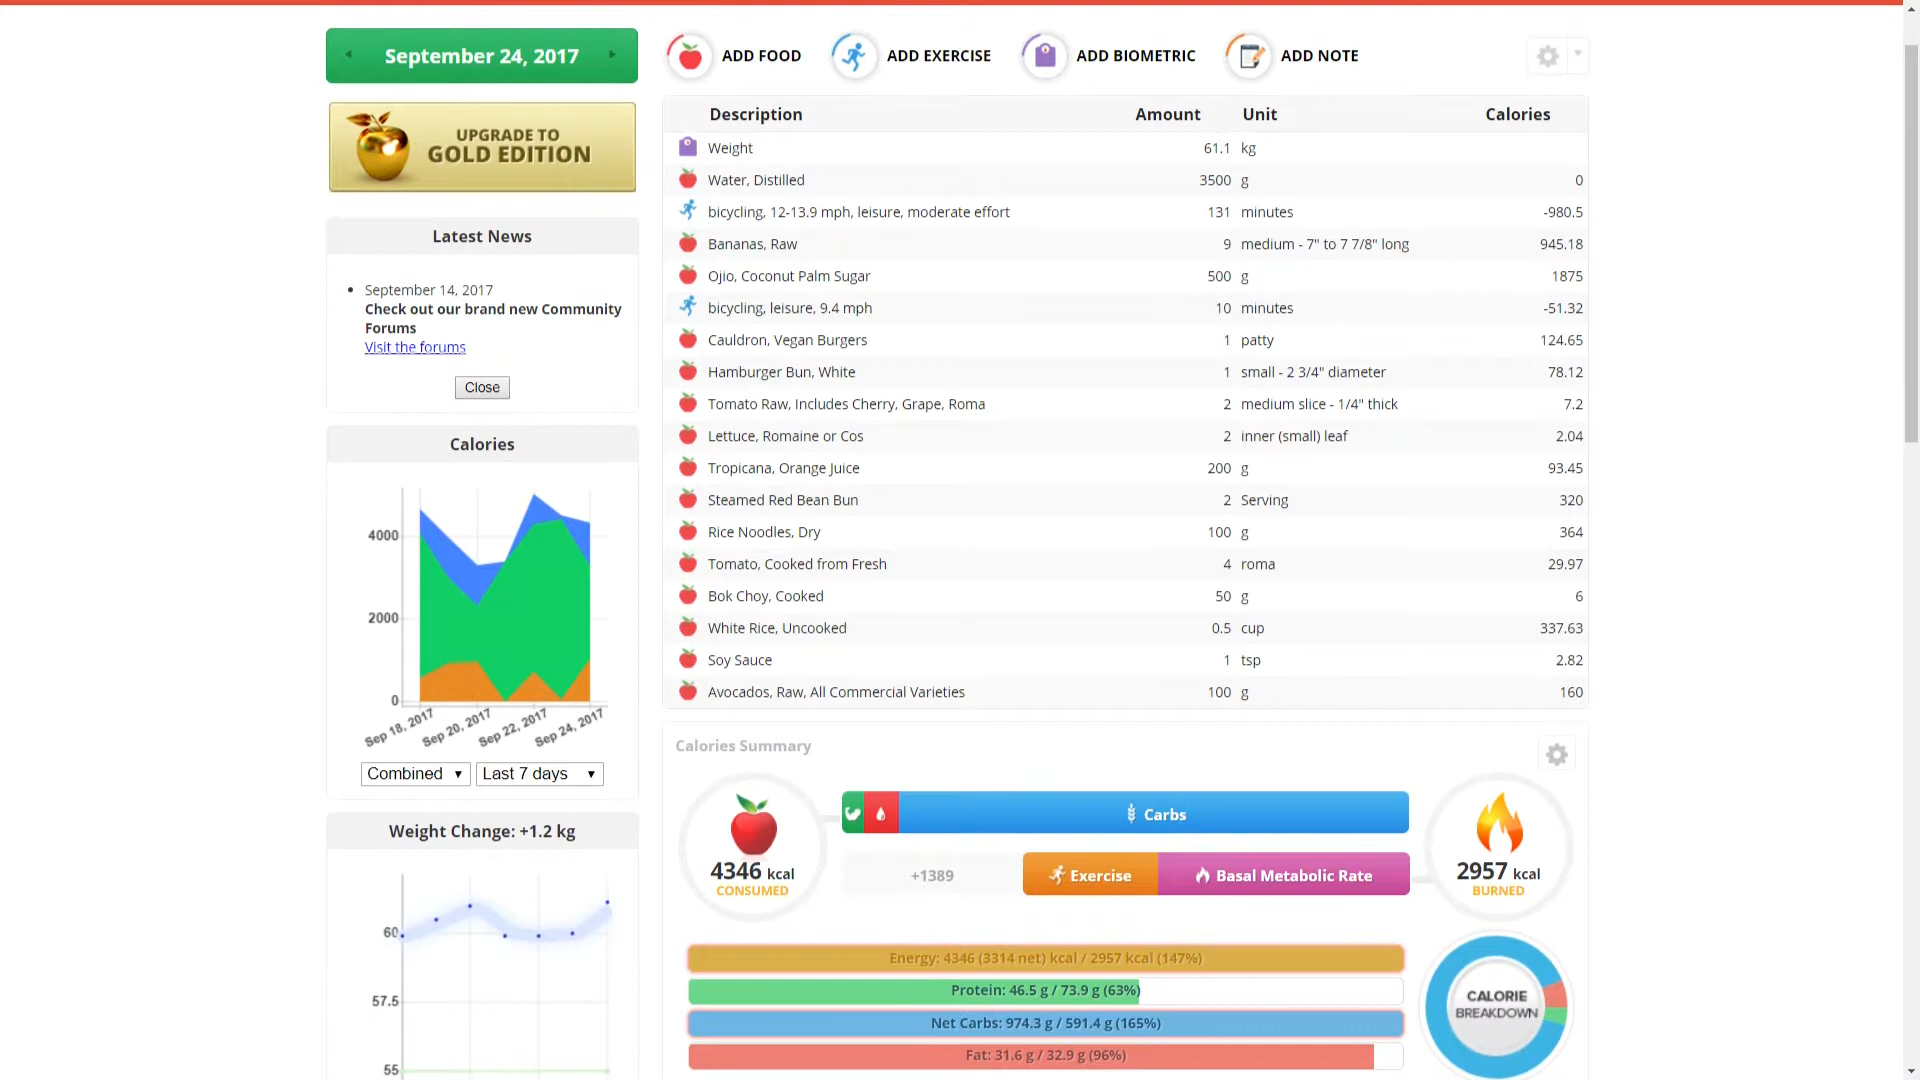 September 24, 2017
ADD FOOD
ADD EXERCISE
ADD BIOMETRIC
ADD NOTE
UPGRADE TO
GOLD EDITION
Latest News
September 14, 2017
Check out our brand new Community
Forums
Visit the forums
Close
Calories
4000
2000
0
Sep 18, 2017
Sep 20, 2017
Sep 22, 2017
Sep 24, 2017
Combined
Last 7 days
Weight Change: +1.2 kg
60
57.5
55
Description Amount Unit Calories
Weight 61.1 kg
Water, Distilled 3500 g 0
bicycling, 12-13.9 mph, leisure, moderate effort 131 minutes -980.5
Bananas, Raw 9 medium - 7" to 7 7/8" long 945.18
Ojio, Coconut Palm Sugar 500 g 1875
bicycling, leisure, 9.4 mph 10 minutes -51.32
Cauldron, Vegan Burgers 1 patty 124.65
Hamburger Bun, White 1 small - 2 3/4" diameter 78.12
Tomato Raw, Includes Cherry, Grape, Roma 2 medium slice - 1/4" thick 7.2
Lettuce, Romaine or Cos 2 inner (small) leaf 2.04
Tropicana, Orange Juice 200 g 93.45
Steamed Red Bean Bun 2 Serving 320
Rice Noodles, Dry 100 g 364
Tomato, Cooked from Fresh 4 roma 29.97
Bok Choy, Cooked 50 g 6
White Rice, Uncooked 0.5 cup 337.63
Soy Sauce 1 tsp 2.82
Avocados, Raw, All Commercial Varieties 100 g 160
Calories Summary
4346 kcal
CONSUMED
Carbs
+1389
Exercise
Basal Metabolic Rate
2957 kcal
BURNED
Energy: 4346 (3314 net) kcal / 2957 kcal (147%)
Protein: 46.5 g / 73.9 g (63%)
Net Carbs: 974.3 g / 591.4 g (165%)
Fat: 31.6 g / 32.9 g (96%)
CALORIE
BREAKDOWN